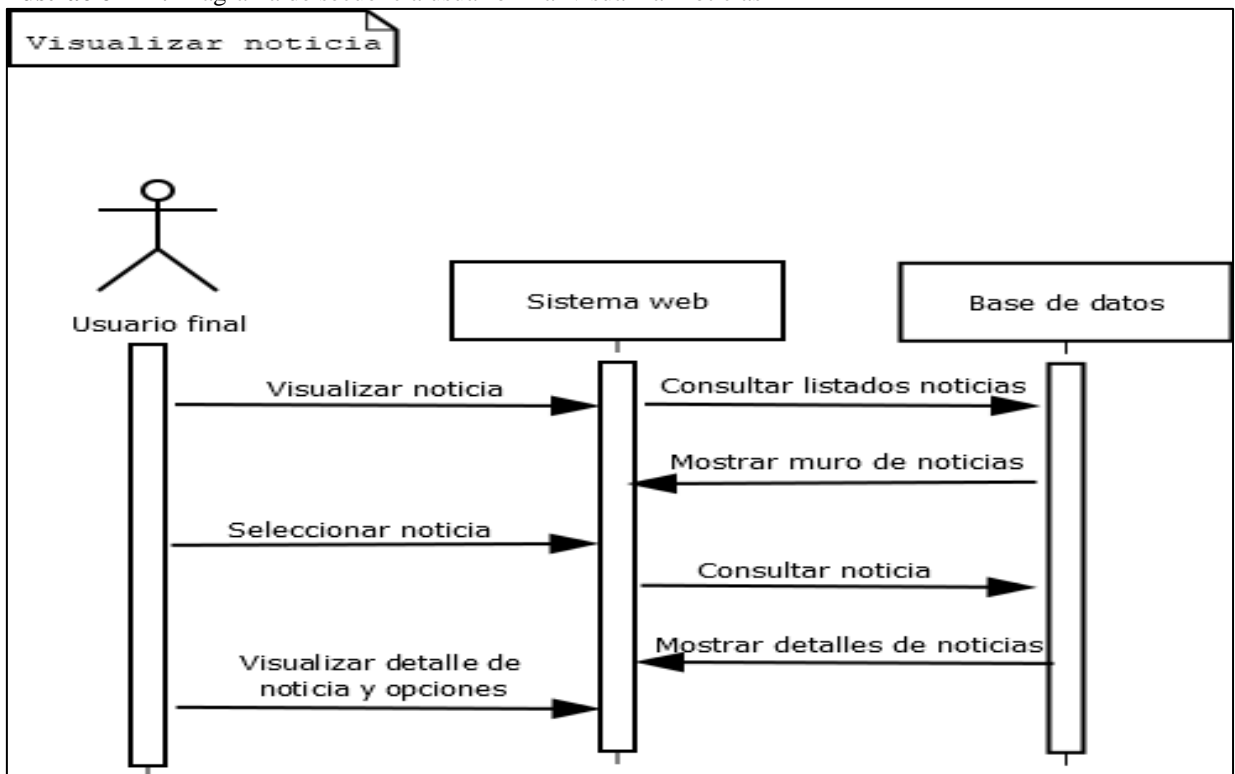 Visualizar noticia
Usuario final
Sistema web
Base de datos
Visualizar noticia
Consultar listados noticias
Mostrar muro de noticias
Seleccionar noticia
Consultar noticia
Mostrar detalles de noticias
Visualizar detalle de
noticia y opciones